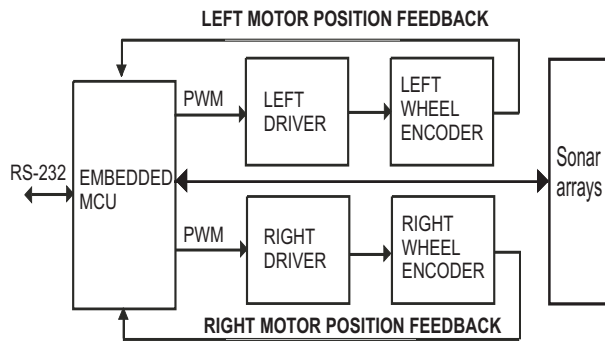 LEFT MOTOR POSITION FEEDBACK
PWM
LEFT
DRIVER
LEFT
WHEEL
ENCODER
RS-232
EMBEDDED
MCU
Sonar
arrays
PWM
RIGHT
DRIVER
RIGHT
WHEEL
ENCODER
RIGHT MOTOR POSITION FEEDBACK